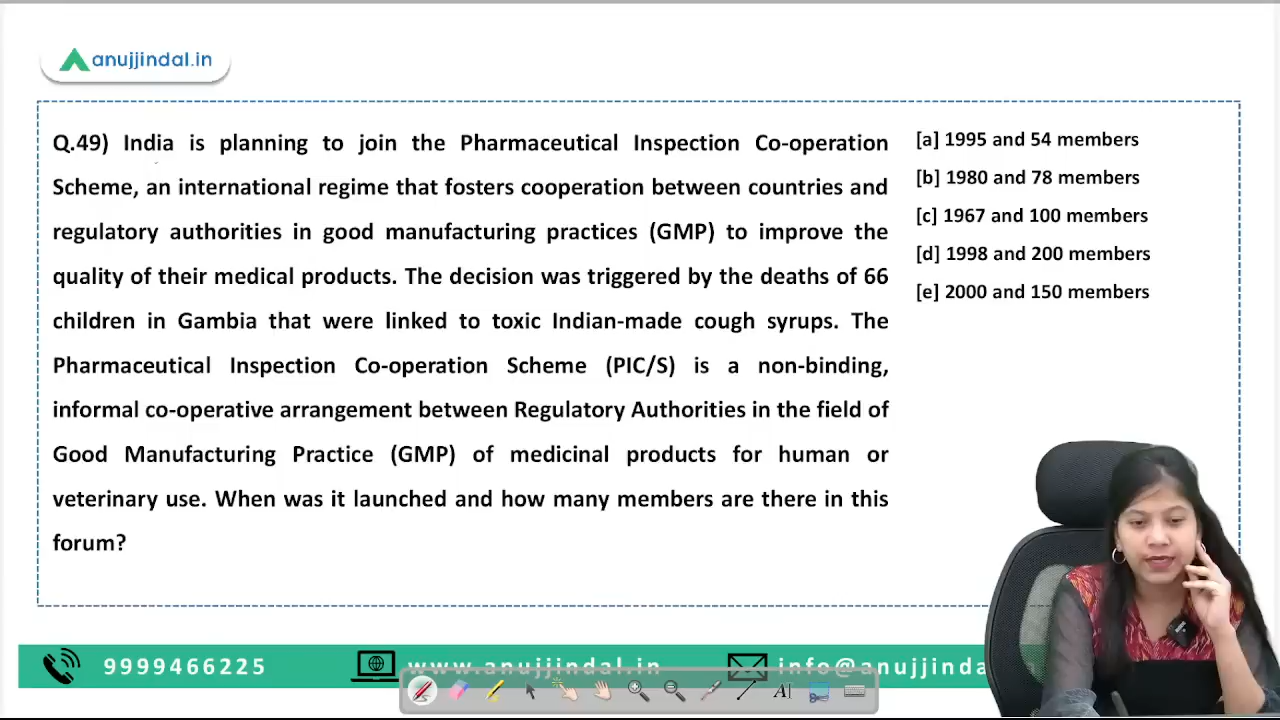 anujjindal.in
Q.49) India is planning to join the Pharmaceutical Inspection Co-operation
Scheme, an international regime that fosters cooperation between countries and
regulatory authorities in good manufacturing practices (GMP) to improve the
quality of their medical products. The decision was triggered by the deaths of 66
children in Gambia that were linked to toxic Indian-made cough syrups. The
Pharmaceutical Inspection Co-operation Scheme (PIC/S) is a non-binding,
informal co-operative arrangement between Regulatory Authorities in the field of
Good Manufacturing Practice (GMP) of medicinal products for human or
veterinary use. When was it launched and how many members are there in this
forum?
[a] 1995 and 54 members
[b] 1980 and 78 members
[c] 1967 and 100 members
[d] 1998 and 200 members
[e] 2000 and 150 members
9999466225
www.anujjindal.in
info@anujjinda
A